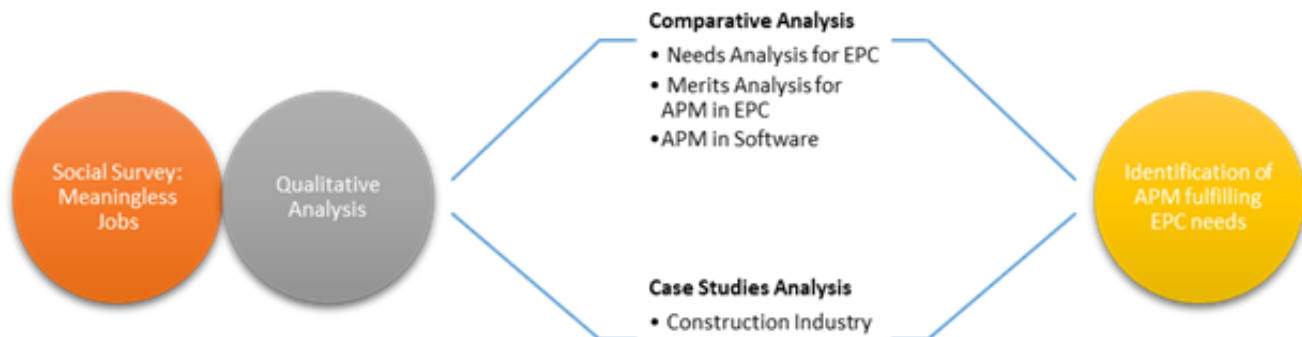 Social Survey:
Meaningless
Jobs
Qualitative
Analysis
Comparative Analysis
• Needs Analysis for EPC
• Merits Analysis for
APM in EPC
•APM in Software
Case Studies Analysis
• Construction Industry
Identification of
APM fulfilling
EPC needs